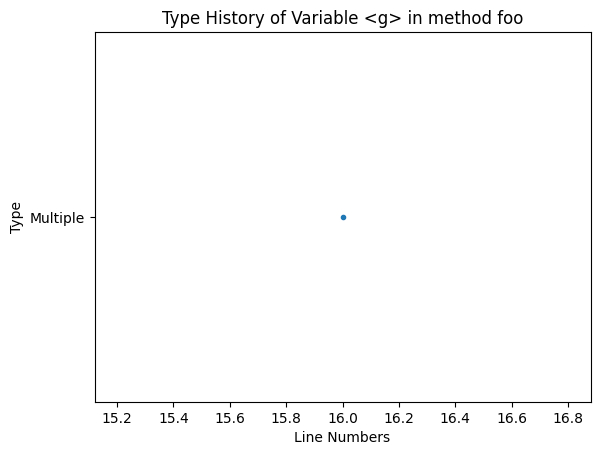 Type History of Variable <g> in method foo
Type
Multiple
15.2 15.4 15.6 15.8 16.0 16.2 16.4 16.6 16.8
Line Numbers